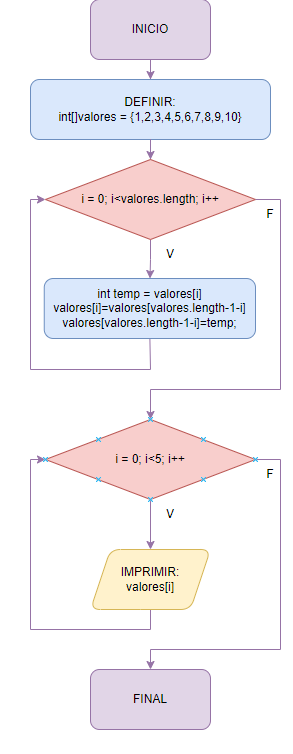 INICIO
DEFINIR:
int[]valores = {1,2,3,4,5,6,7,8,9,10}
i = 0; i<valores.length; i++
F
V
int temp = valores[i]
valores[i]=valores[valores.length-1-i]
valores[valores.length-1-i]=temp;
i = 0; i<5; i++
F
V
IMPRIMIR:
valores[i]
FINAL